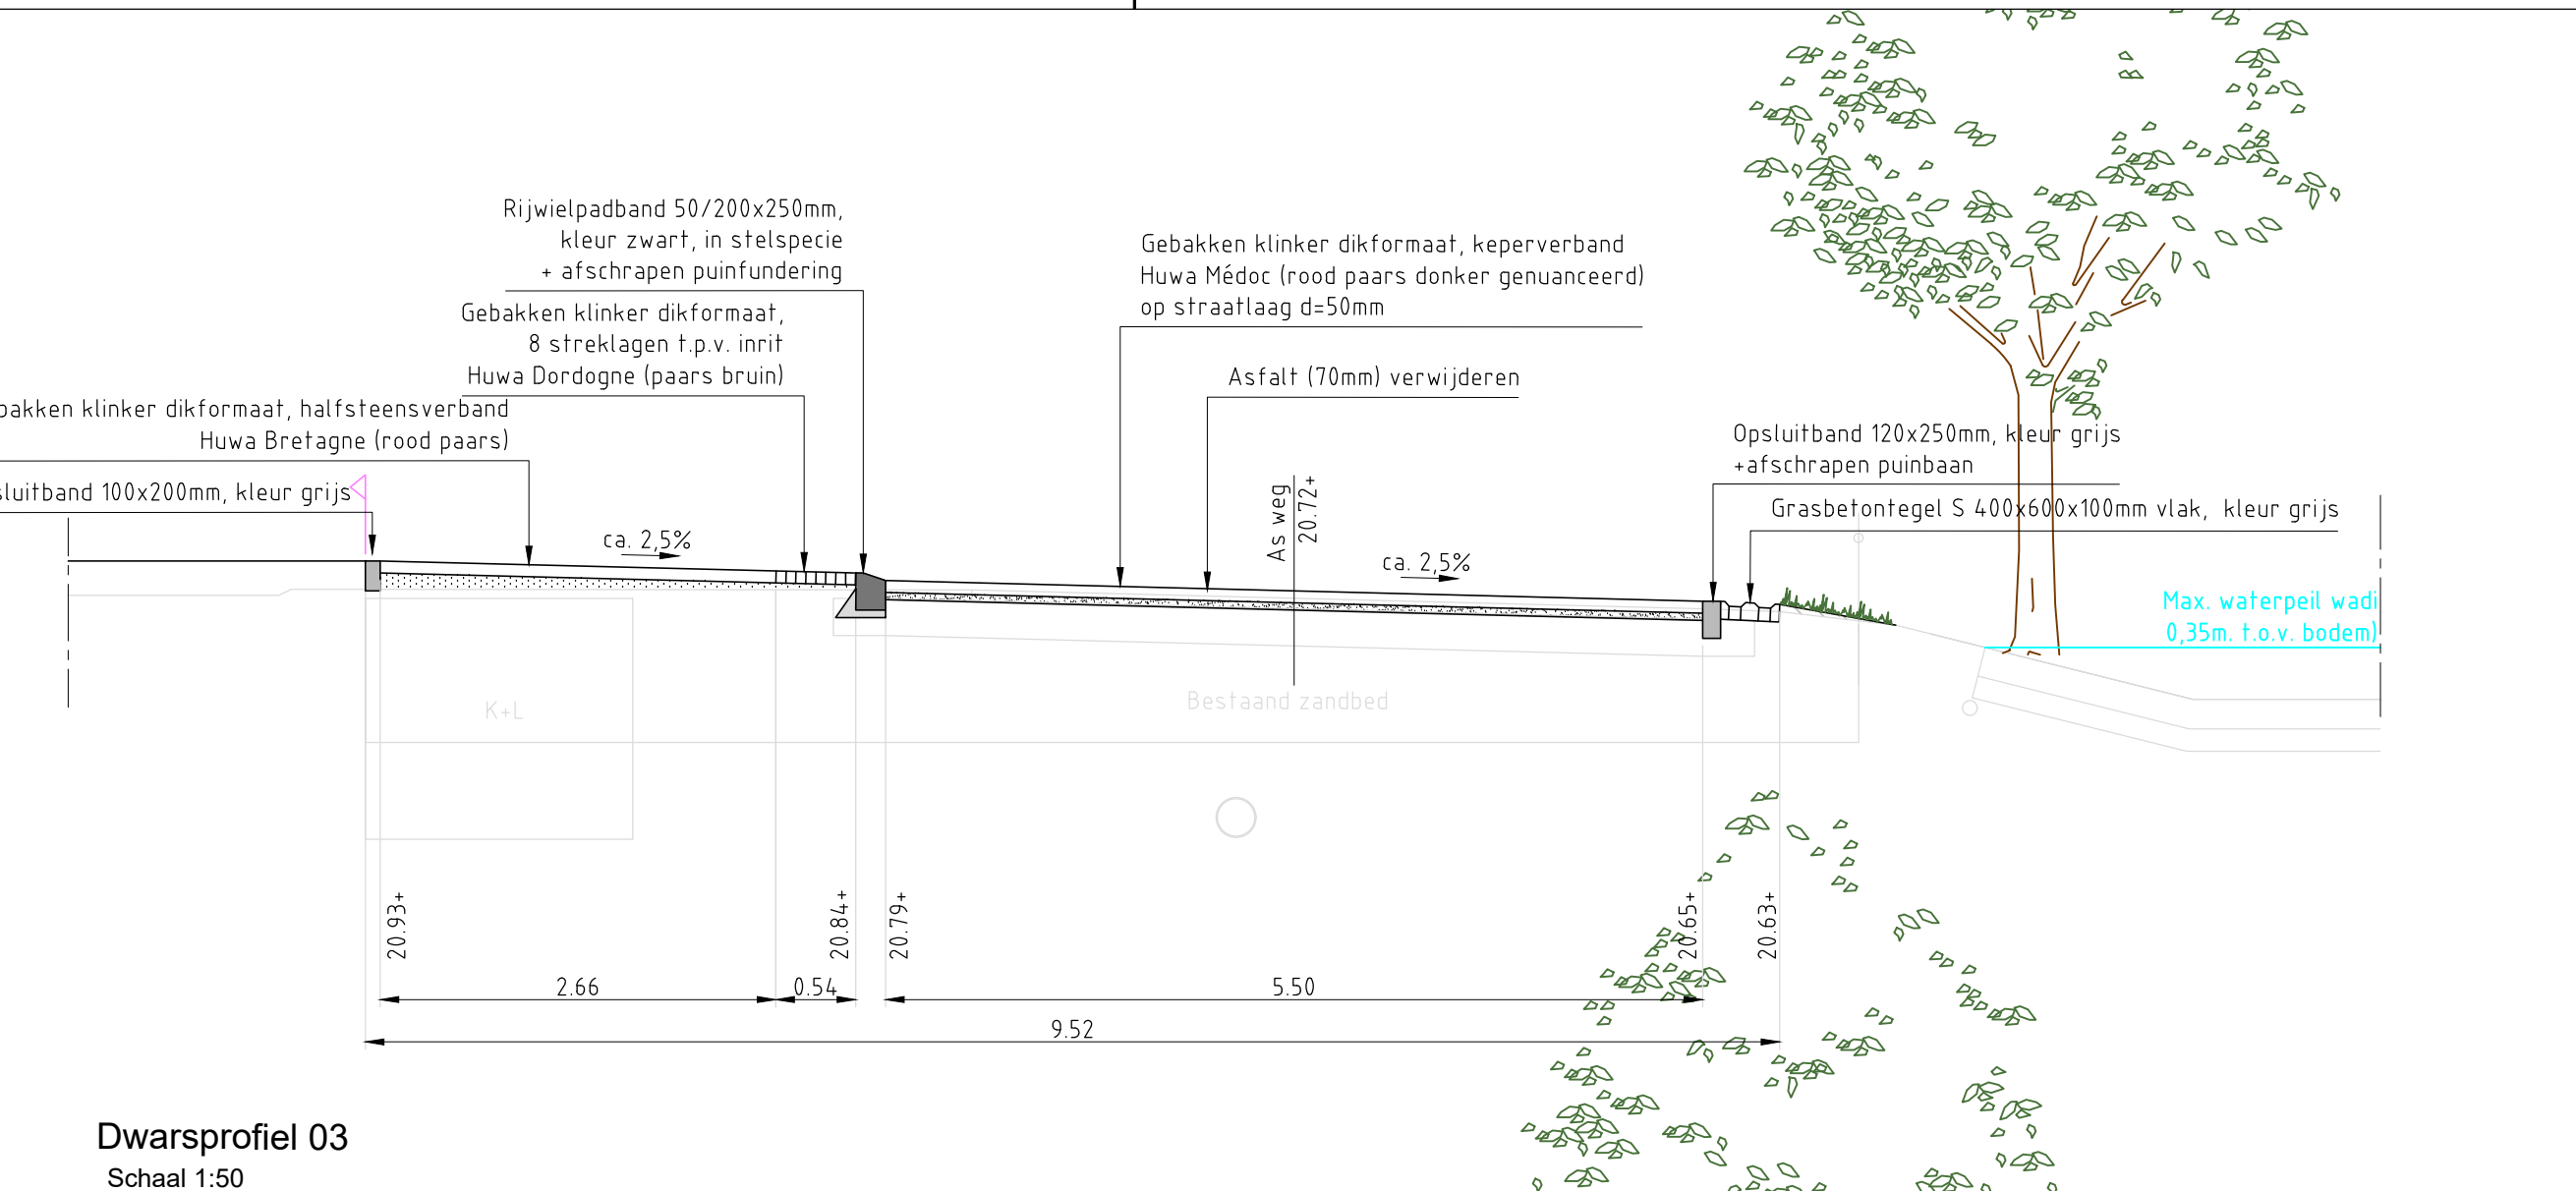 Rijwielpadband 50/200x250mm,
kleur zwart, in stelspecie
+ afschrapen puinfundering
Gebakken klinker dikformaat,
8 streklagen t.p.v. inrit
Huwa Dordogne (paars bruin)
bakken klinker dikformaat, halfsteensverband
Huwa Bretagne (rood paars)
sluitband 100x200mm, kleur grijs
Gebakken klinker dikformaat, keperverband
Huwa Médoc (rood paars donker genuanceerd)
op straatlaag d=50mm
Asfalt (70mm) verwijderen
Opsluitband 120x250mm, kleur grijs
+afschrapen puinbaan
Grasbetontegel S 400x600x100mm vlak, kleur grijs
ca. 2,5%
As weg
20.72+
ca. 2,5%
Max. waterpeil wadi
0,35m. t.o.v. bodem)
K+L
Bestaand zandbed
20.93+
20.84+
20.79+
20.65+
20.63+
2.66
0.54
5.50
9.52
Dwarsprofiel 03
Schaal 1:50